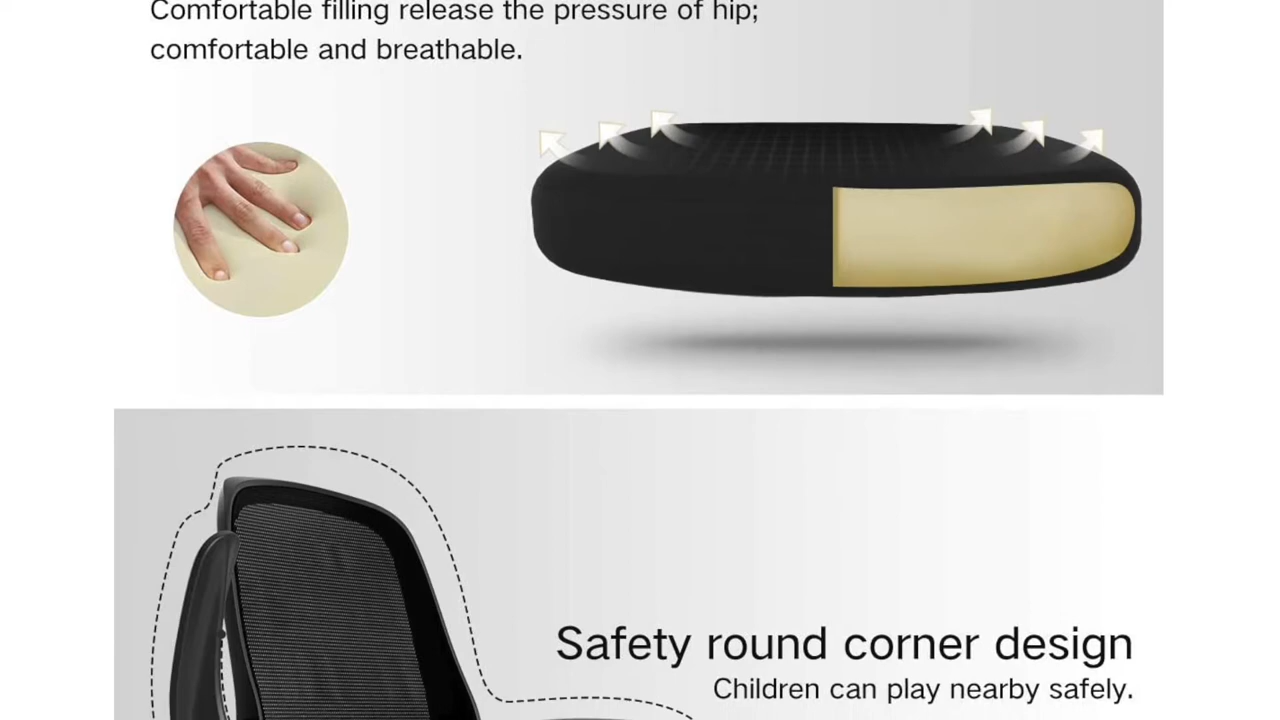 Comfortable filling release the pressure of hip;
comfortable and breathable.
Safety round corner design
Children can play nearby safely.